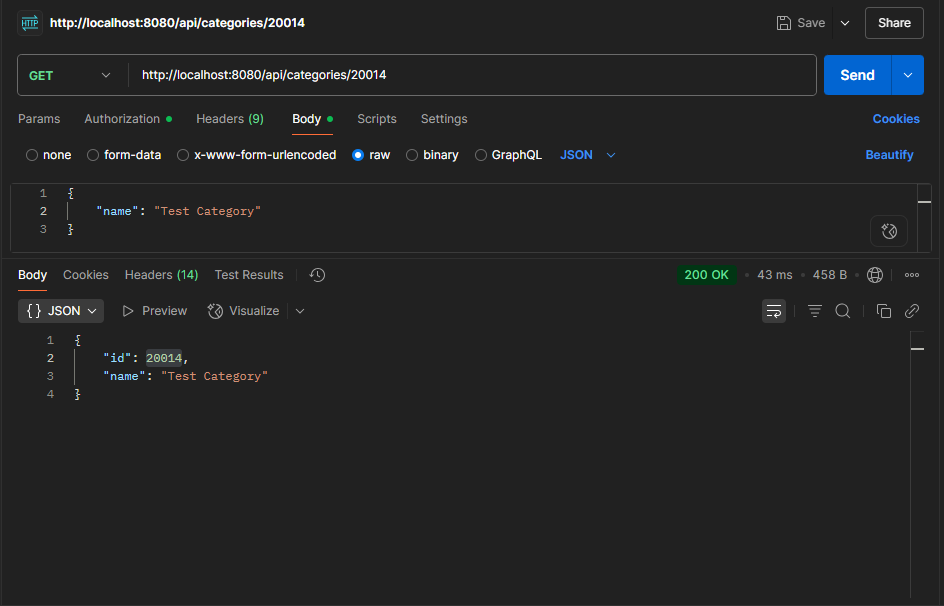 HTTP http://localhost:8080/api/categories/20014 Save Share
GET http://localhost:8080/api/categories/20014 Send
Params Authorization Headers (9) Body Scripts Settings Cookies
none form-data x-www-form-urlencoded raw binary GraphQL JSON Beautify
1 {
2 "name": "Test Category"
3 }
Body Cookies Headers (14) Test Results 200 OK • 43 ms • 458 B •
{} JSON Preview Visualize
1 {
2 "id": 20014,
3 "name": "Test Category"
4 }